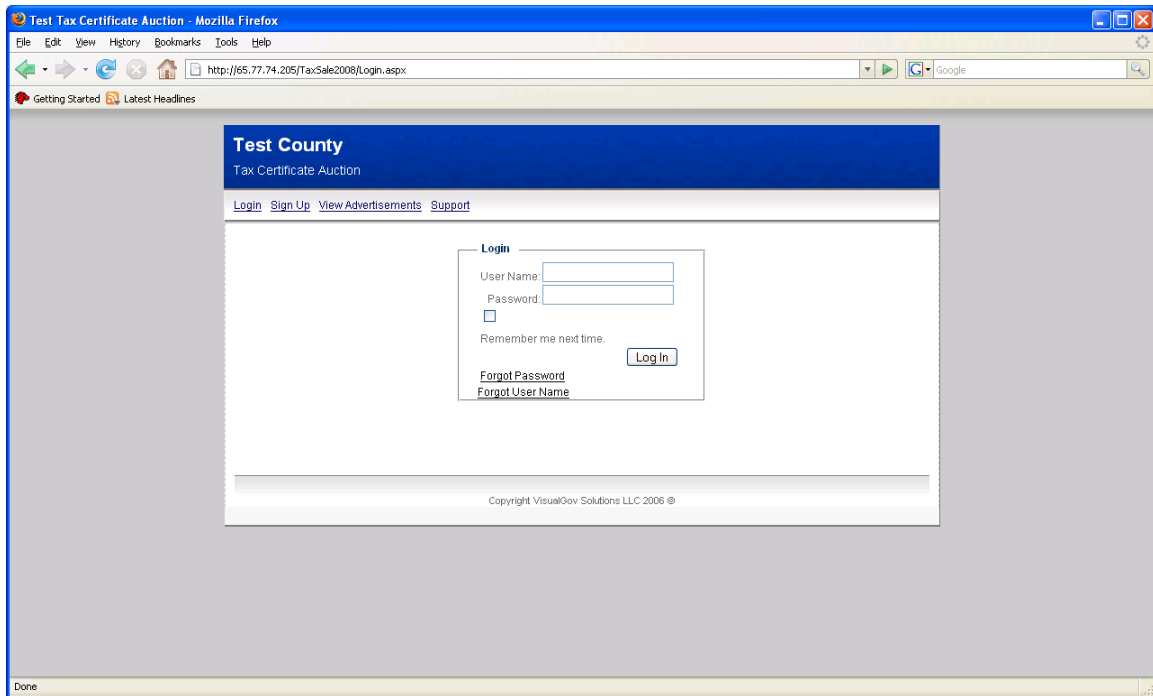 Test Tax Certificate Auction - Mozilla Firefox
File Edit View History Bookmarks Tools Help
http://65.77.74.205/TaxSale2008/Login.aspx
G Google
Getting Started Latest Headlines
Test County
Tax Certificate Auction
Login Sign Up View Advertisements Support
Login
User Name:
Password:
Remember me next time.
Log In
Forgot Password
Forgot User Name
Copyright VisualGov Solutions LLC 2006 ©
Done